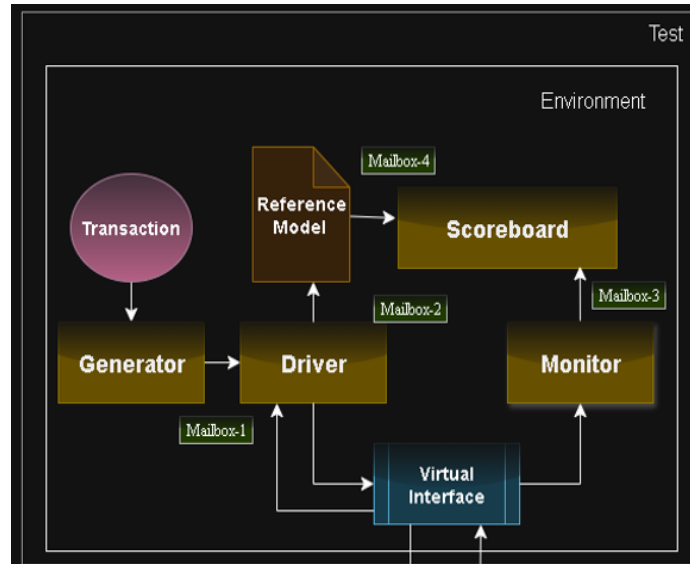 Test
Environment
Mailbox-4
Reference
Model
Scoreboard
Transaction
Mailbox-3
Mailbox-2
Generator
Driver
Monitor
Mailbox-1
Virtual
Interface